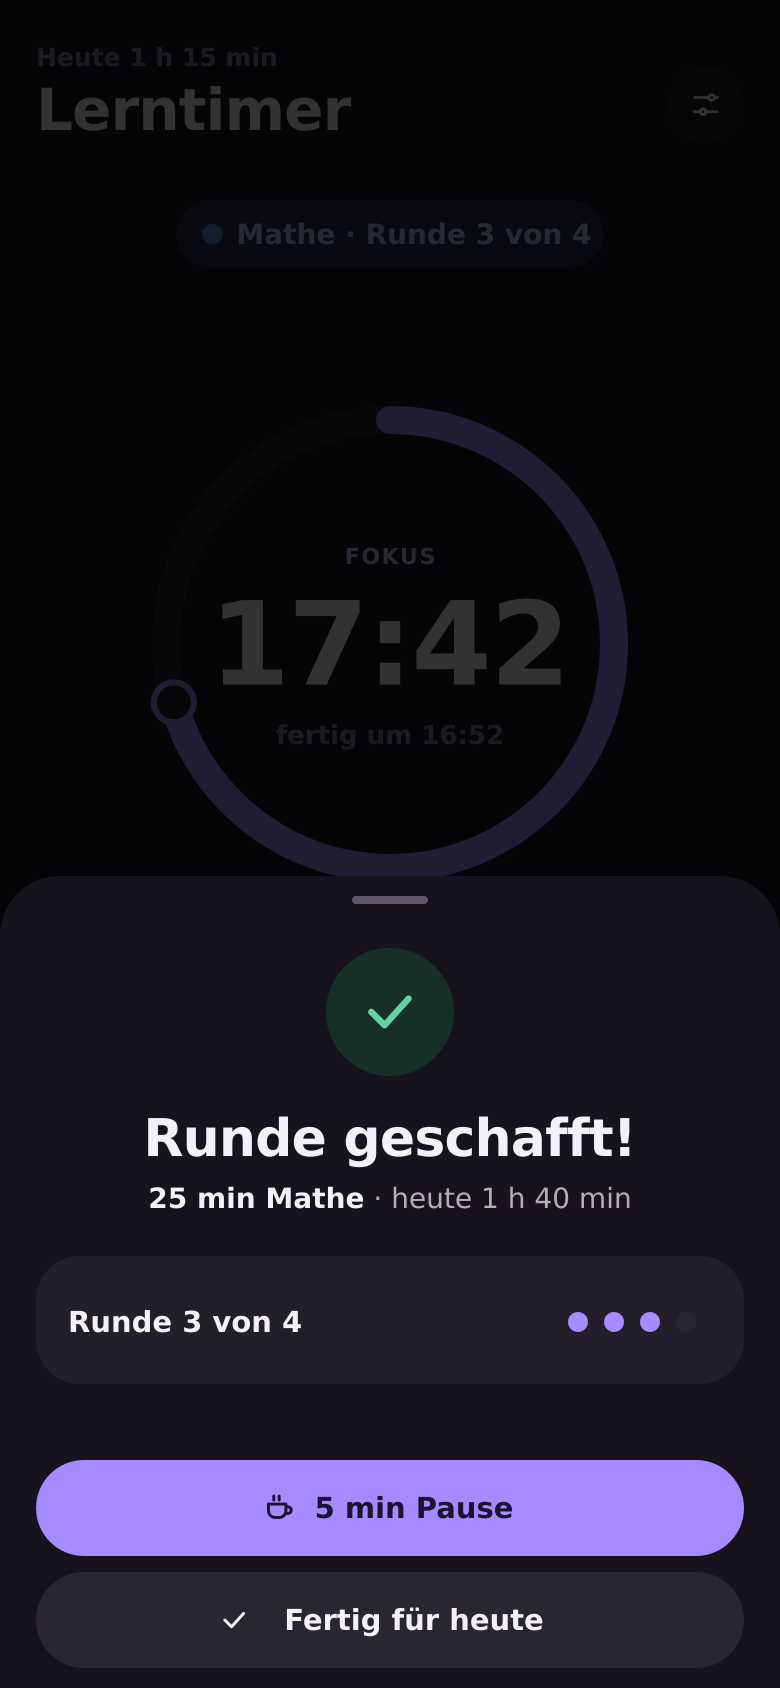 Heute 1 h 15 min
Lerntimer
Mathe · Runde 3 von 4
FOKUS
17:42
fertig um 16:52
Runde geschafft!
25 min Mathe · heute 1 h 40 min
Runde 3 von 4
5 min Pause
Fertig für heute